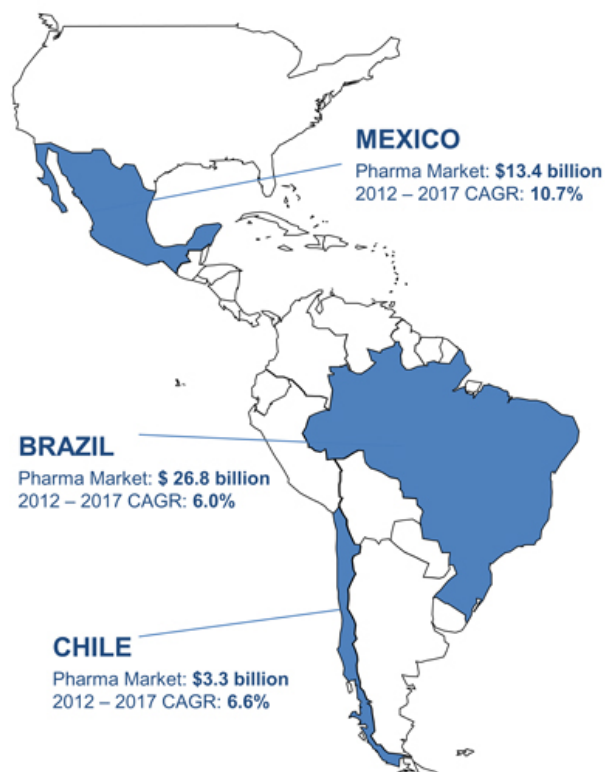 MEXICO
Pharma Market: $13.4 billion
2012 – 2017 CAGR: 10.7%
BRAZIL
Pharma Market: $ 26.8 billion
2012 – 2017 CAGR: 6.0%
CHILE
Pharma Market: $3.3 billion
2012 – 2017 CAGR: 6.6%